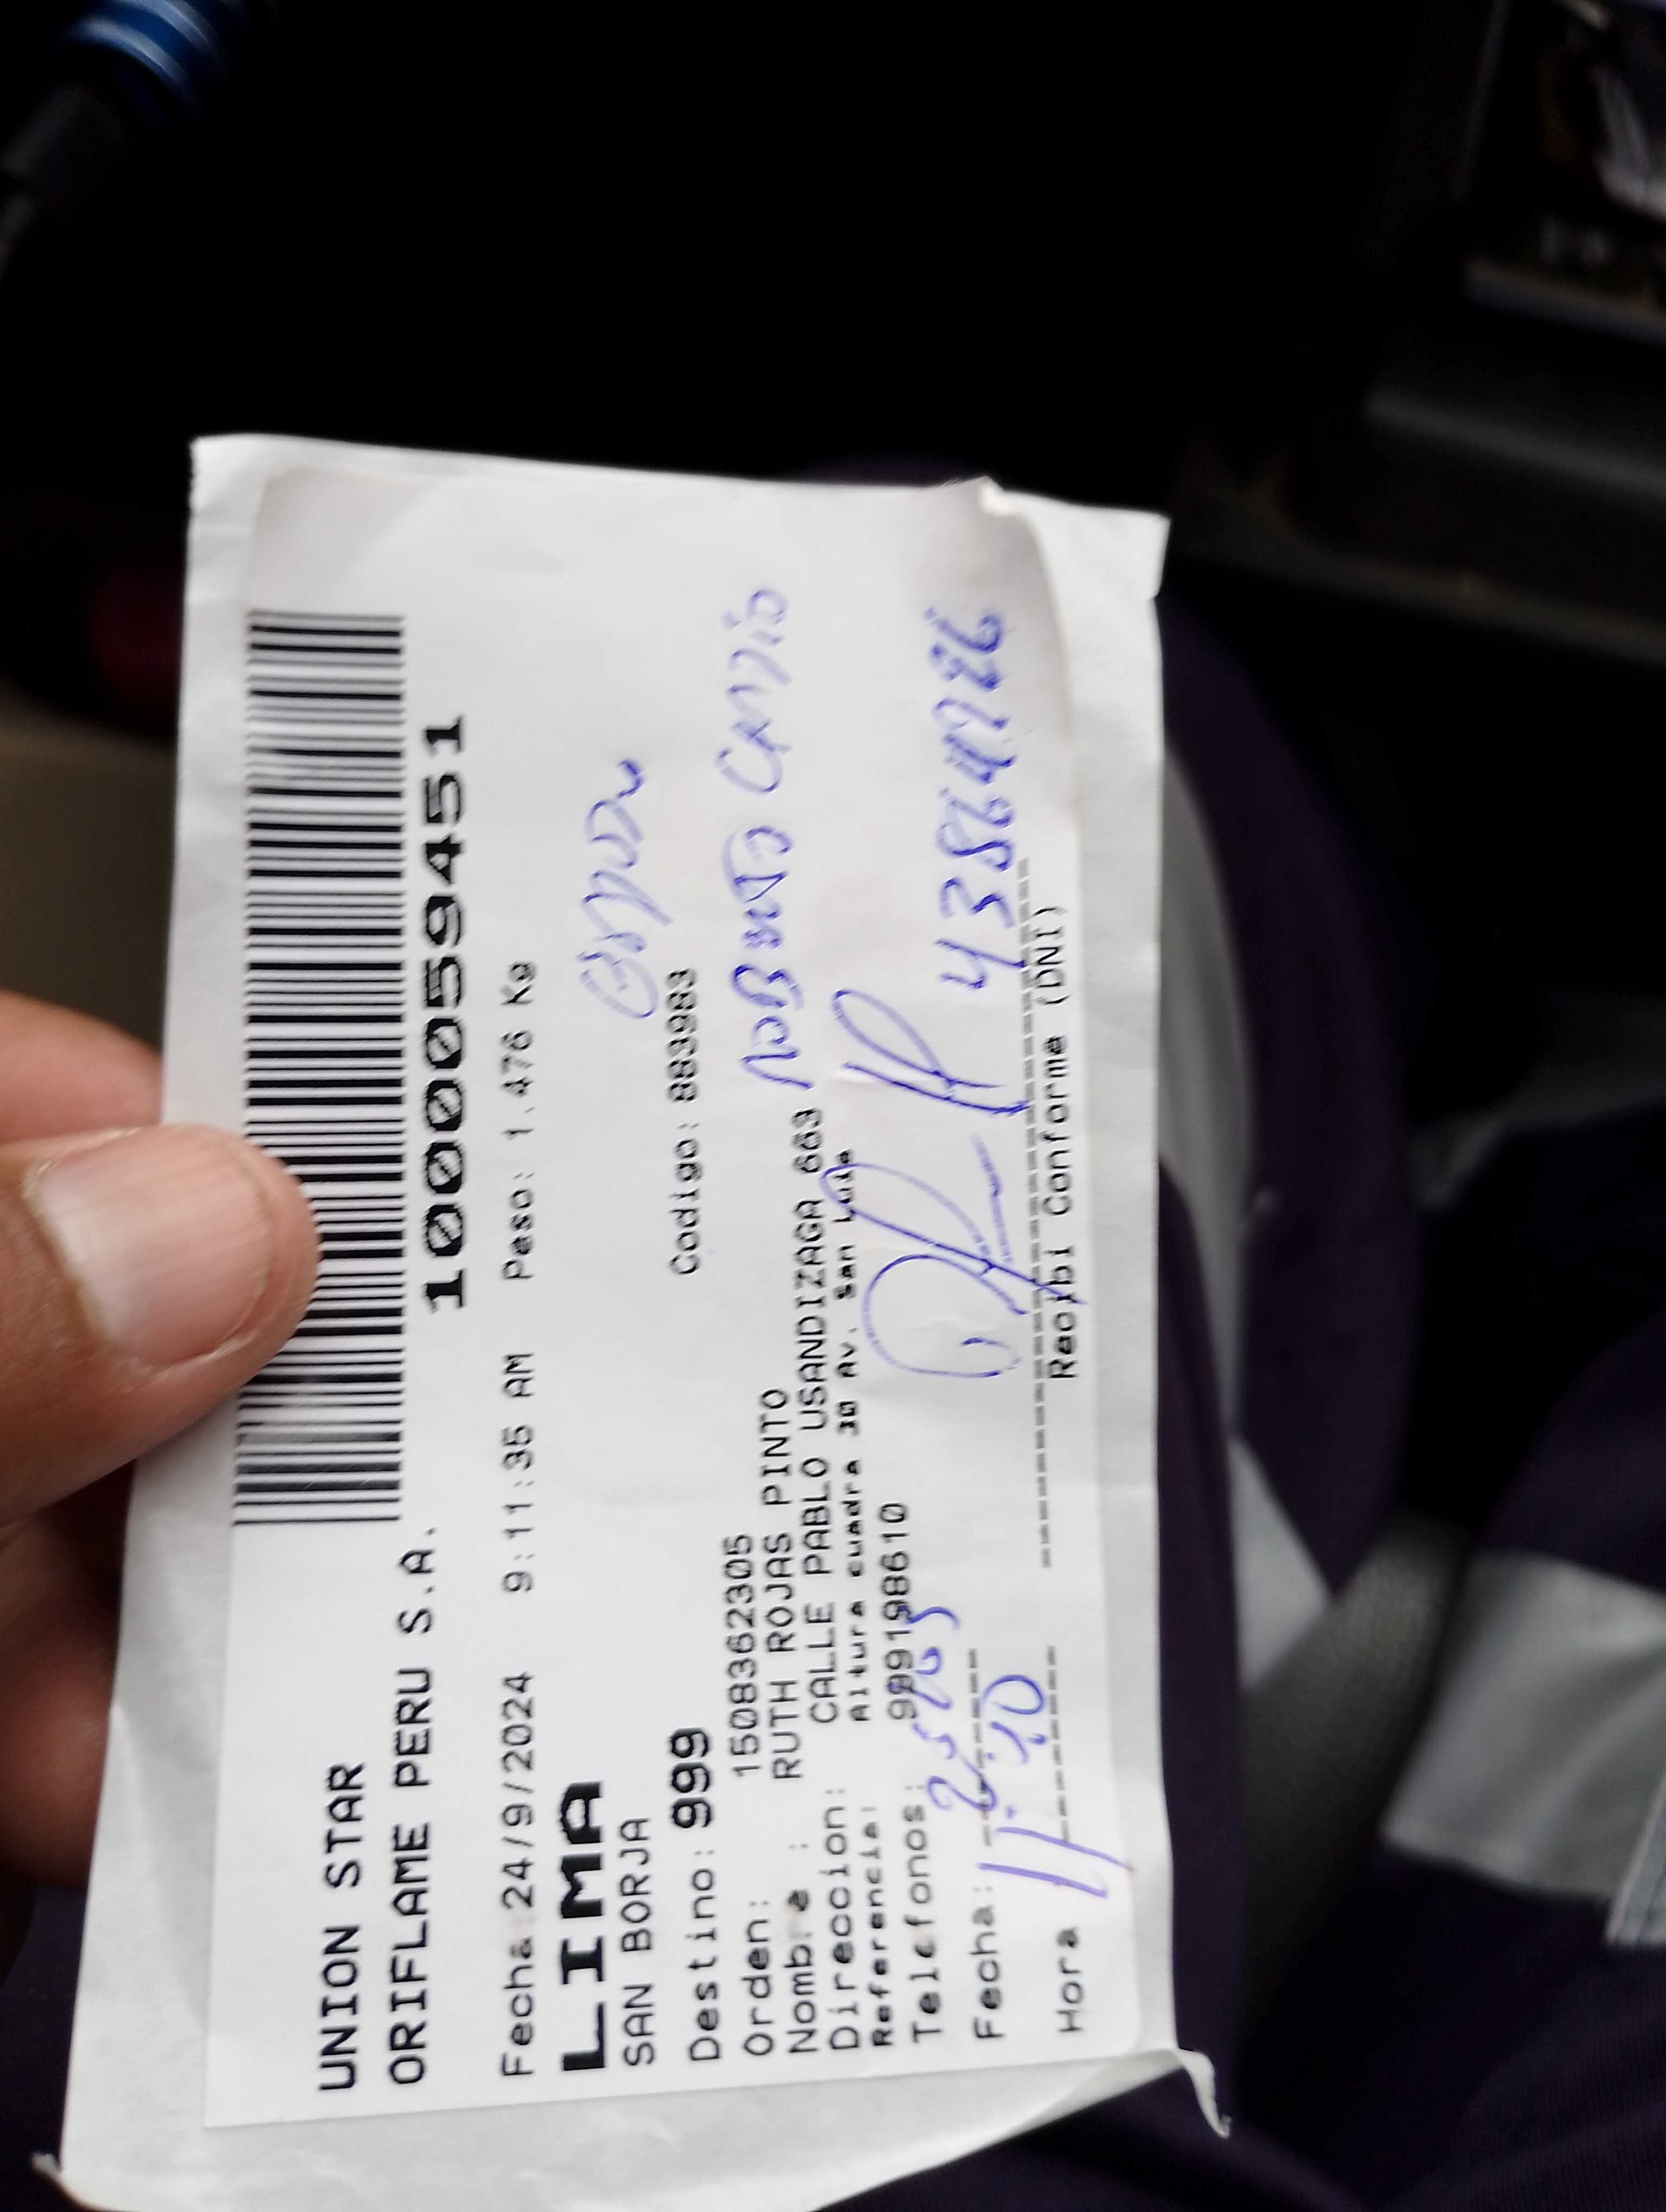 UNION STAR
ORIFLAME PERU S.A.
1000059451
Fecha:24/9/2024 9:11:35 AM Peso: 1.476 Kg
LIMA
SAN BORJA
Destino: 999 Codigo: 883983
Orden: 1508362305
Nombre : RUTH ROJAS PINTO
Direccion: CALLE PABLO USANDIZAGA 663
Referencia: Altura cuadra 30 Av. San Luis
Telefonos: 999198610
Fecha:
Hora 11:40
Recibi Conforme (DNI)